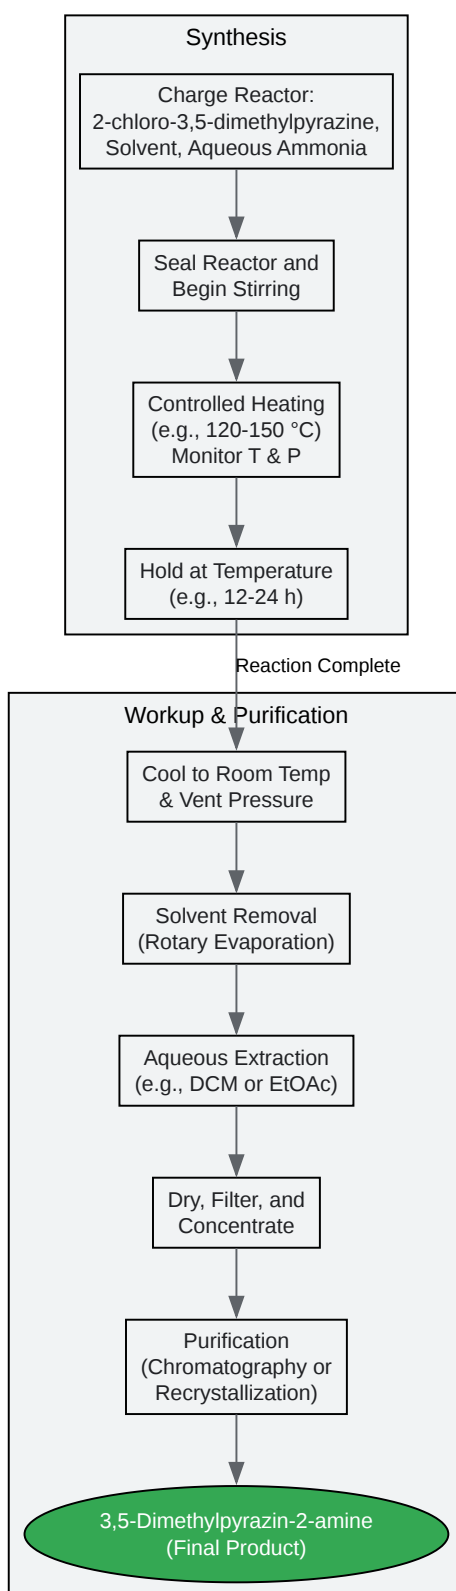 Synthesis
Charge Reactor:
2-chloro-3,5-dimethylpyrazine,
Solvent, Aqueous Ammonia
Seal Reactor and
Begin Stirring
Controlled Heating
(e.g., 120-150 °C)
Monitor T & P
Hold at Temperature
(e.g., 12-24 h)
Reaction Complete
Workup & Purification
Cool to Room Temp
& Vent Pressure
Solvent Removal
(Rotary Evaporation)
Aqueous Extraction
(e.g., DCM or EtOAc)
Dry, Filter, and
Concentrate
Purification
(Chromatography or
Recrystallization)
3,5-Dimethylpyrazin-2-amine
(Final Product)